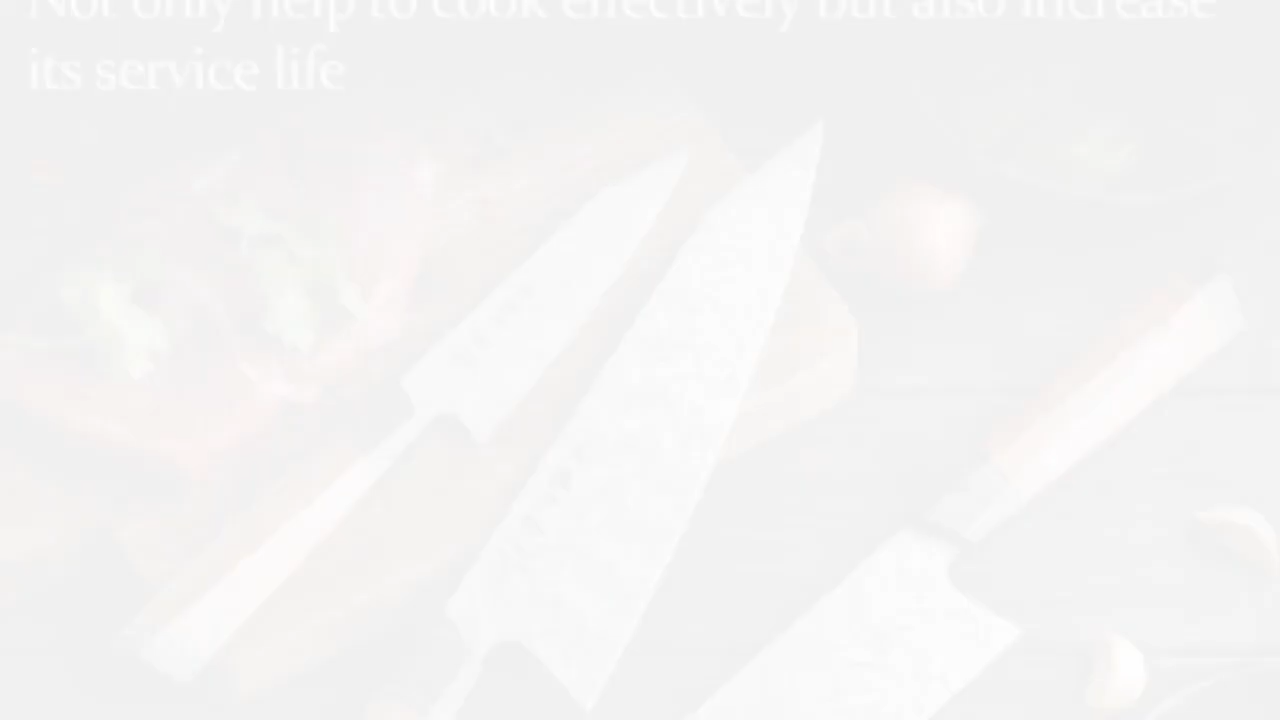 Not only help to cook effectively but also increase
its service life